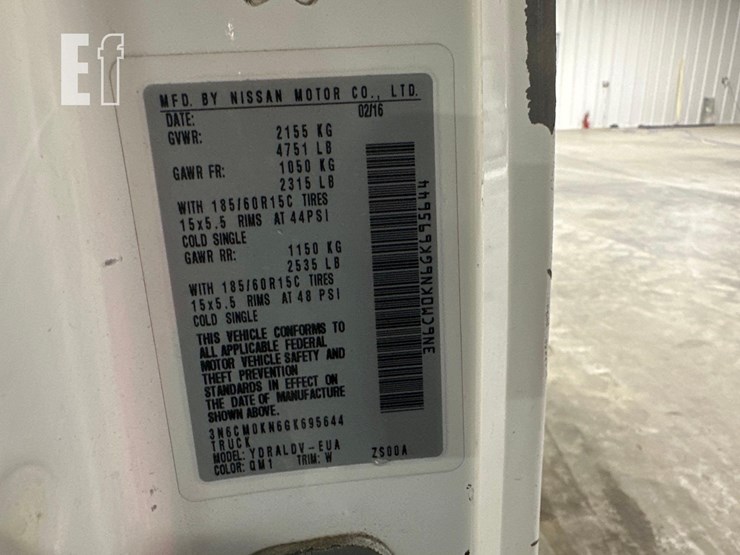 Ef
MFD. BY NISSAN MOTOR CO., LTD.
DATE: 02/16
GVWR: 2155 KG
4751 LB
GAWR FR: 1050 KG
2315 LB
WITH 185/60R15C TIRES
15x5.5 RIMS AT 44PSI
COLD SINGLE
GAWR RR: 1150 KG
2535 LB
WITH 185/60R15C TIRES
15x5.5 RIMS AT 48 PSI
COLD SINGLE
THIS VEHICLE CONFORMS TO
ALL APPLICABLE FEDERAL
MOTOR VEHICLE SAFETY AND
THEFT PREVENTION
STANDARDS IN EFFECT ON
THE DATE OF MANUFACTURE
SHOWN ABOVE.
3N6CM0KN6GK695644
TRUCK
MODEL: YDRALDV-EUA
COLOR: QM1 TRIM: W ZS00A
3N6CM0KN6GK695644